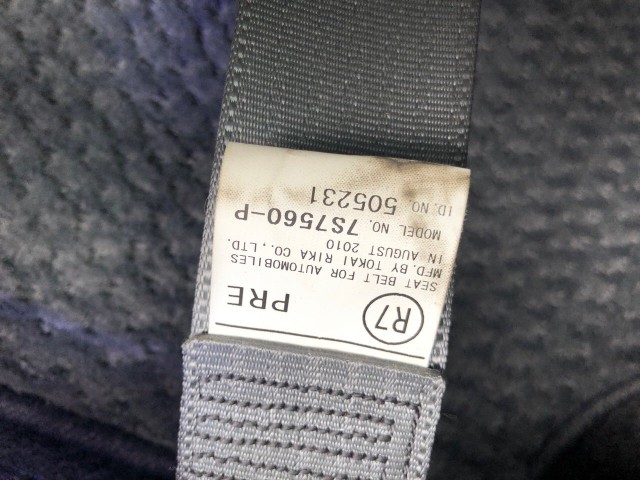 R7 PRE
SEAT BELT FOR AUTOMOBILES
MFD. BY TOKAI RIKA CO., LTD.
IN AUGUST 2010
MODEL NO. 7S7560-P
I.D. NO. 505231